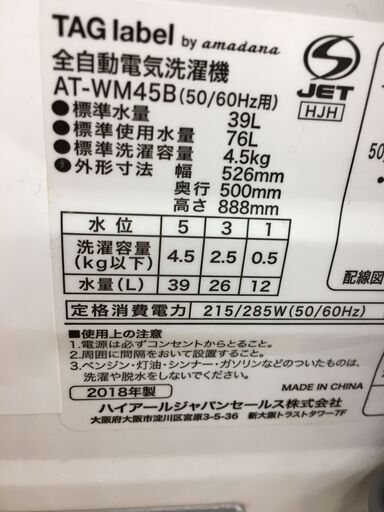 TAG label by amadana
全自動電気洗濯機
AT-WM45B(50/60Hz用)
●標準水量 39L
●標準使用水量 76L
●標準洗濯容量 4.5kg
●外形寸法 幅 526mm
奥行 500mm
高さ 888mm
JET
HJH
水位 5 3 1
洗濯容量(kg以下) 4.5 2.5 0.5
水量(L) 39 26 12
定格消費電力 215/285W(50/60Hz)
●使用上の注意
1.電源は必ずコンセントからとること。
2.周囲に間隔をおいて設置すること。
3.ベンジン・灯油・シンナー・ガソリンなどのついたものは、
洗濯や脱水をしないでください。
2018年製
MADE IN CHINA
ハイアールジャパンセールス株式会社
大阪府大阪市淀川区宮原3-5-36 新大阪トラストタワー7F
50
配線図